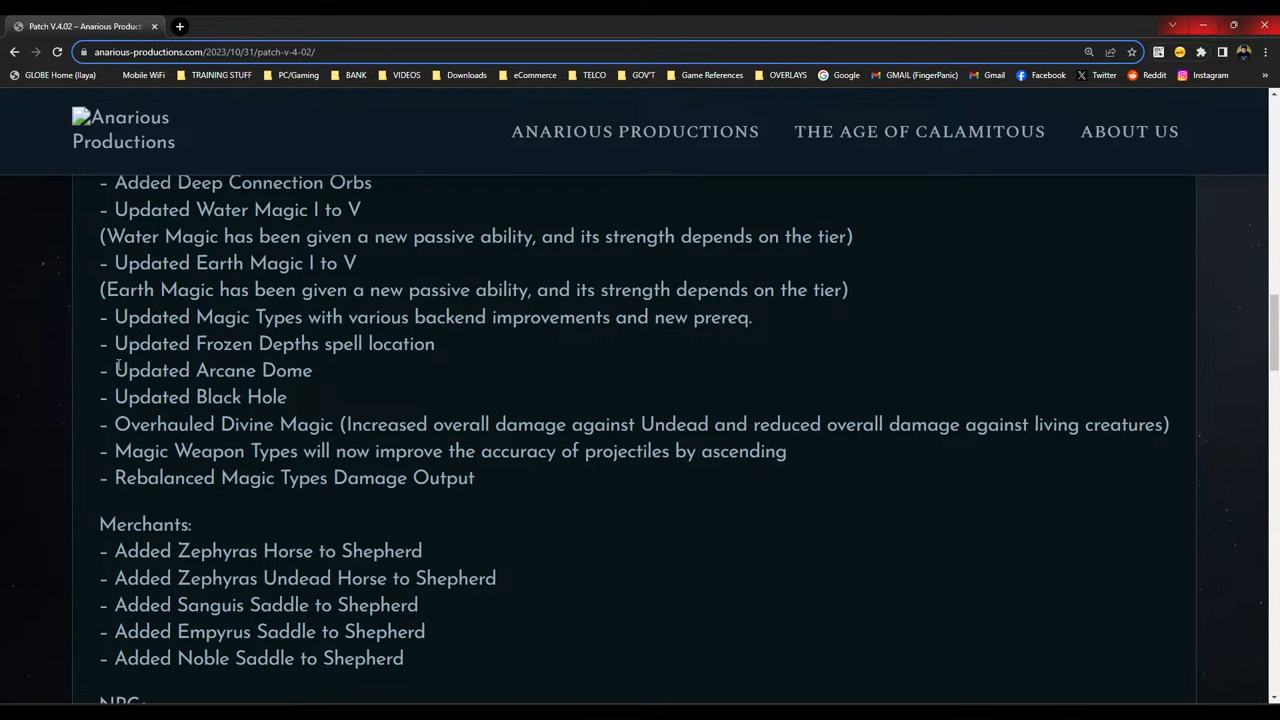 Patch V.4.02 – Anarious Product
anarious-productions.com/2023/10/31/patch-v-4-02/
GLOBE Home (Ilaya)
Mobile WiFi
TRAINING STUFF
PC/Gaming
BANK
VIDEOS
Downloads
eCommerce
TELCO
GOV'T
Game References
OVERLAYS
Google
GMAIL (FingerPanic)
Gmail
Facebook
Twitter
Reddit
Instagram
»
Anarious
Productions
ANARIOUS PRODUCTIONS
THE AGE OF CALAMITOUS
ABOUT US
- Added Deep Connection Orbs
- Updated Water Magic I to V
(Water Magic has been given a new passive ability, and its strength depends on the tier)
- Updated Earth Magic I to V
(Earth Magic has been given a new passive ability, and its strength depends on the tier)
- Updated Magic Types with various backend improvements and new prereq.
- Updated Frozen Depths spell location
- Updated Arcane Dome
- Updated Black Hole
- Overhauled Divine Magic (Increased overall damage against Undead and reduced overall damage against living creatures)
- Magic Weapon Types will now improve the accuracy of projectiles by ascending
- Rebalanced Magic Types Damage Output
Merchants:
- Added Zephyras Horse to Shepherd
- Added Zephyras Undead Horse to Shepherd
- Added Sanguis Saddle to Shepherd
- Added Empyrus Saddle to Shepherd
- Added Noble Saddle to Shepherd